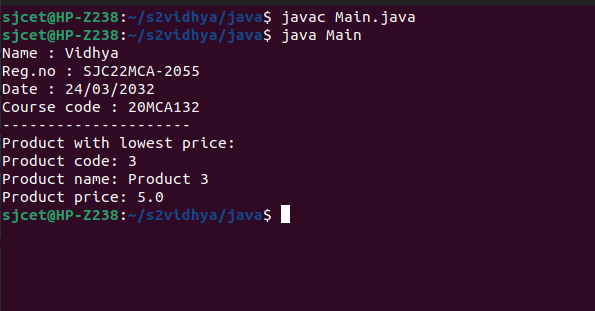 sjcet@HP-Z238:~/s2vidhya/java$ javac Main.java
sjcet@HP-Z238:~/s2vidhya/java$ java Main
Name : Vidhya
Reg.no : SJC22MCA-2055
Date : 24/03/2032
Course code : 20MCA132
---------------------
Product with lowest price:
Product code: 3
Product name: Product 3
Product price: 5.0
sjcet@HP-Z238:~/s2vidhya/java$